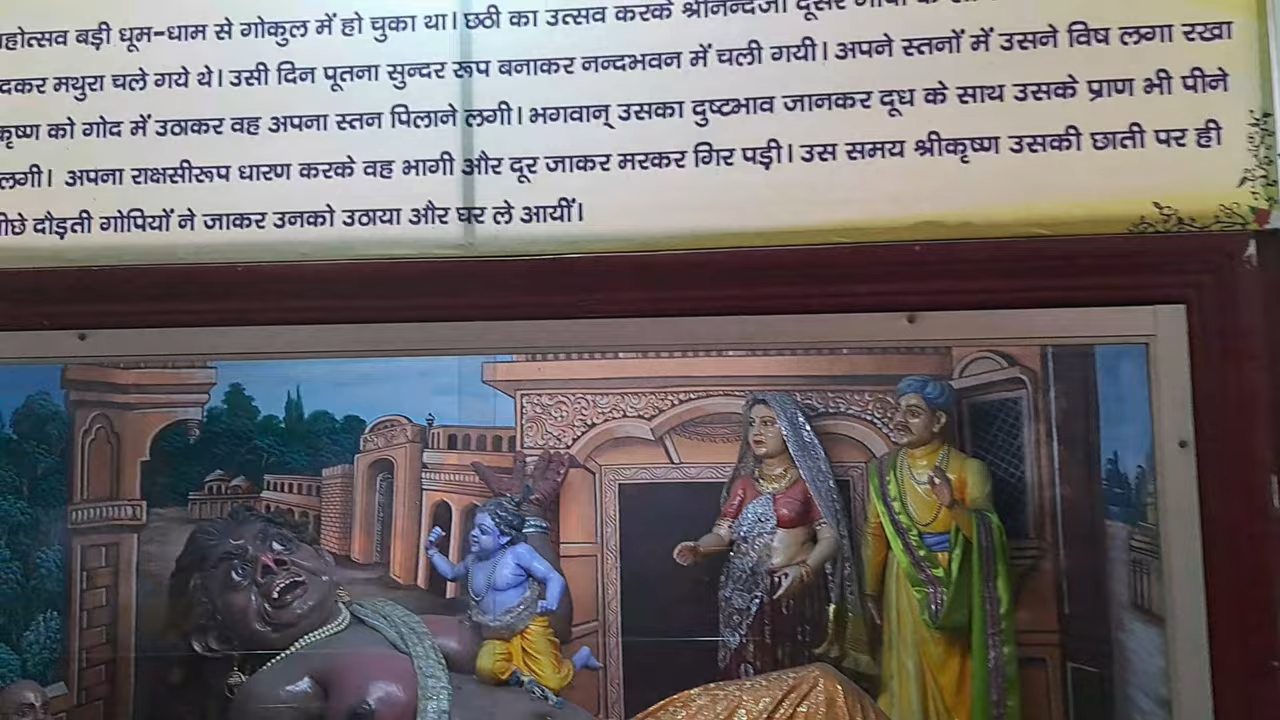 होत्सव बड़ी धूम-धाम से गोकुल में हो चुका था। छठी का उत्सव करके श्रीनन्दजी दूसरे
दकर मथुरा चले गये थे। उसी दिन पूतना सुन्दर रूप बनाकर नन्दभवन में चली गयी। अपने स्तनों में उसने विष लगा रखा
कृष्ण को गोद में उठाकर वह अपना स्तन पिलाने लगी। भगवान् उसका दुष्टभाव जानकर दूध के साथ उसके प्राण भी पीने
लगी। अपना राक्षसीरूप धारण करके वह भागी और दूर जाकर मरकर गिर पड़ी। उस समय श्रीकृष्ण उसकी छाती पर ही
ीछे दौड़ती गोपियों ने जाकर उनको उठाया और घर ले आयीं।